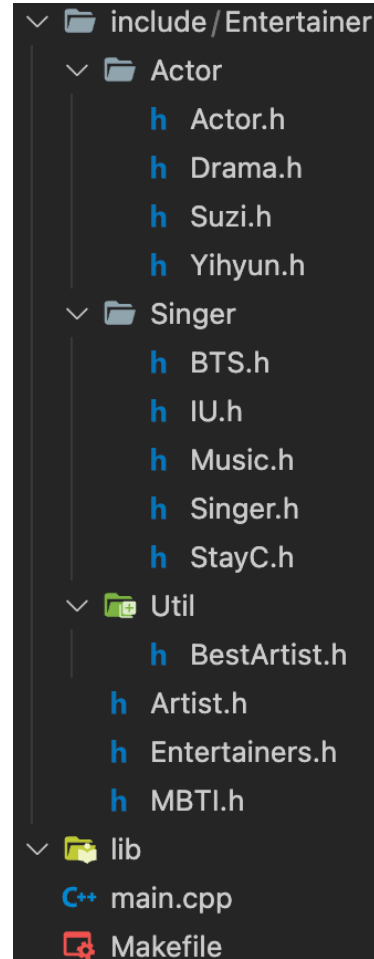 include/Entertainer
Actor
h Actor.h
h Drama.h
h Suzi.h
h Yihyun.h
Singer
h BTS.h
h IU.h
h Music.h
h Singer.h
h StayC.h
Util
h BestArtist.h
h Artist.h
h Entertainers.h
h MBTI.h
lib
C++ main.cpp
Makefile